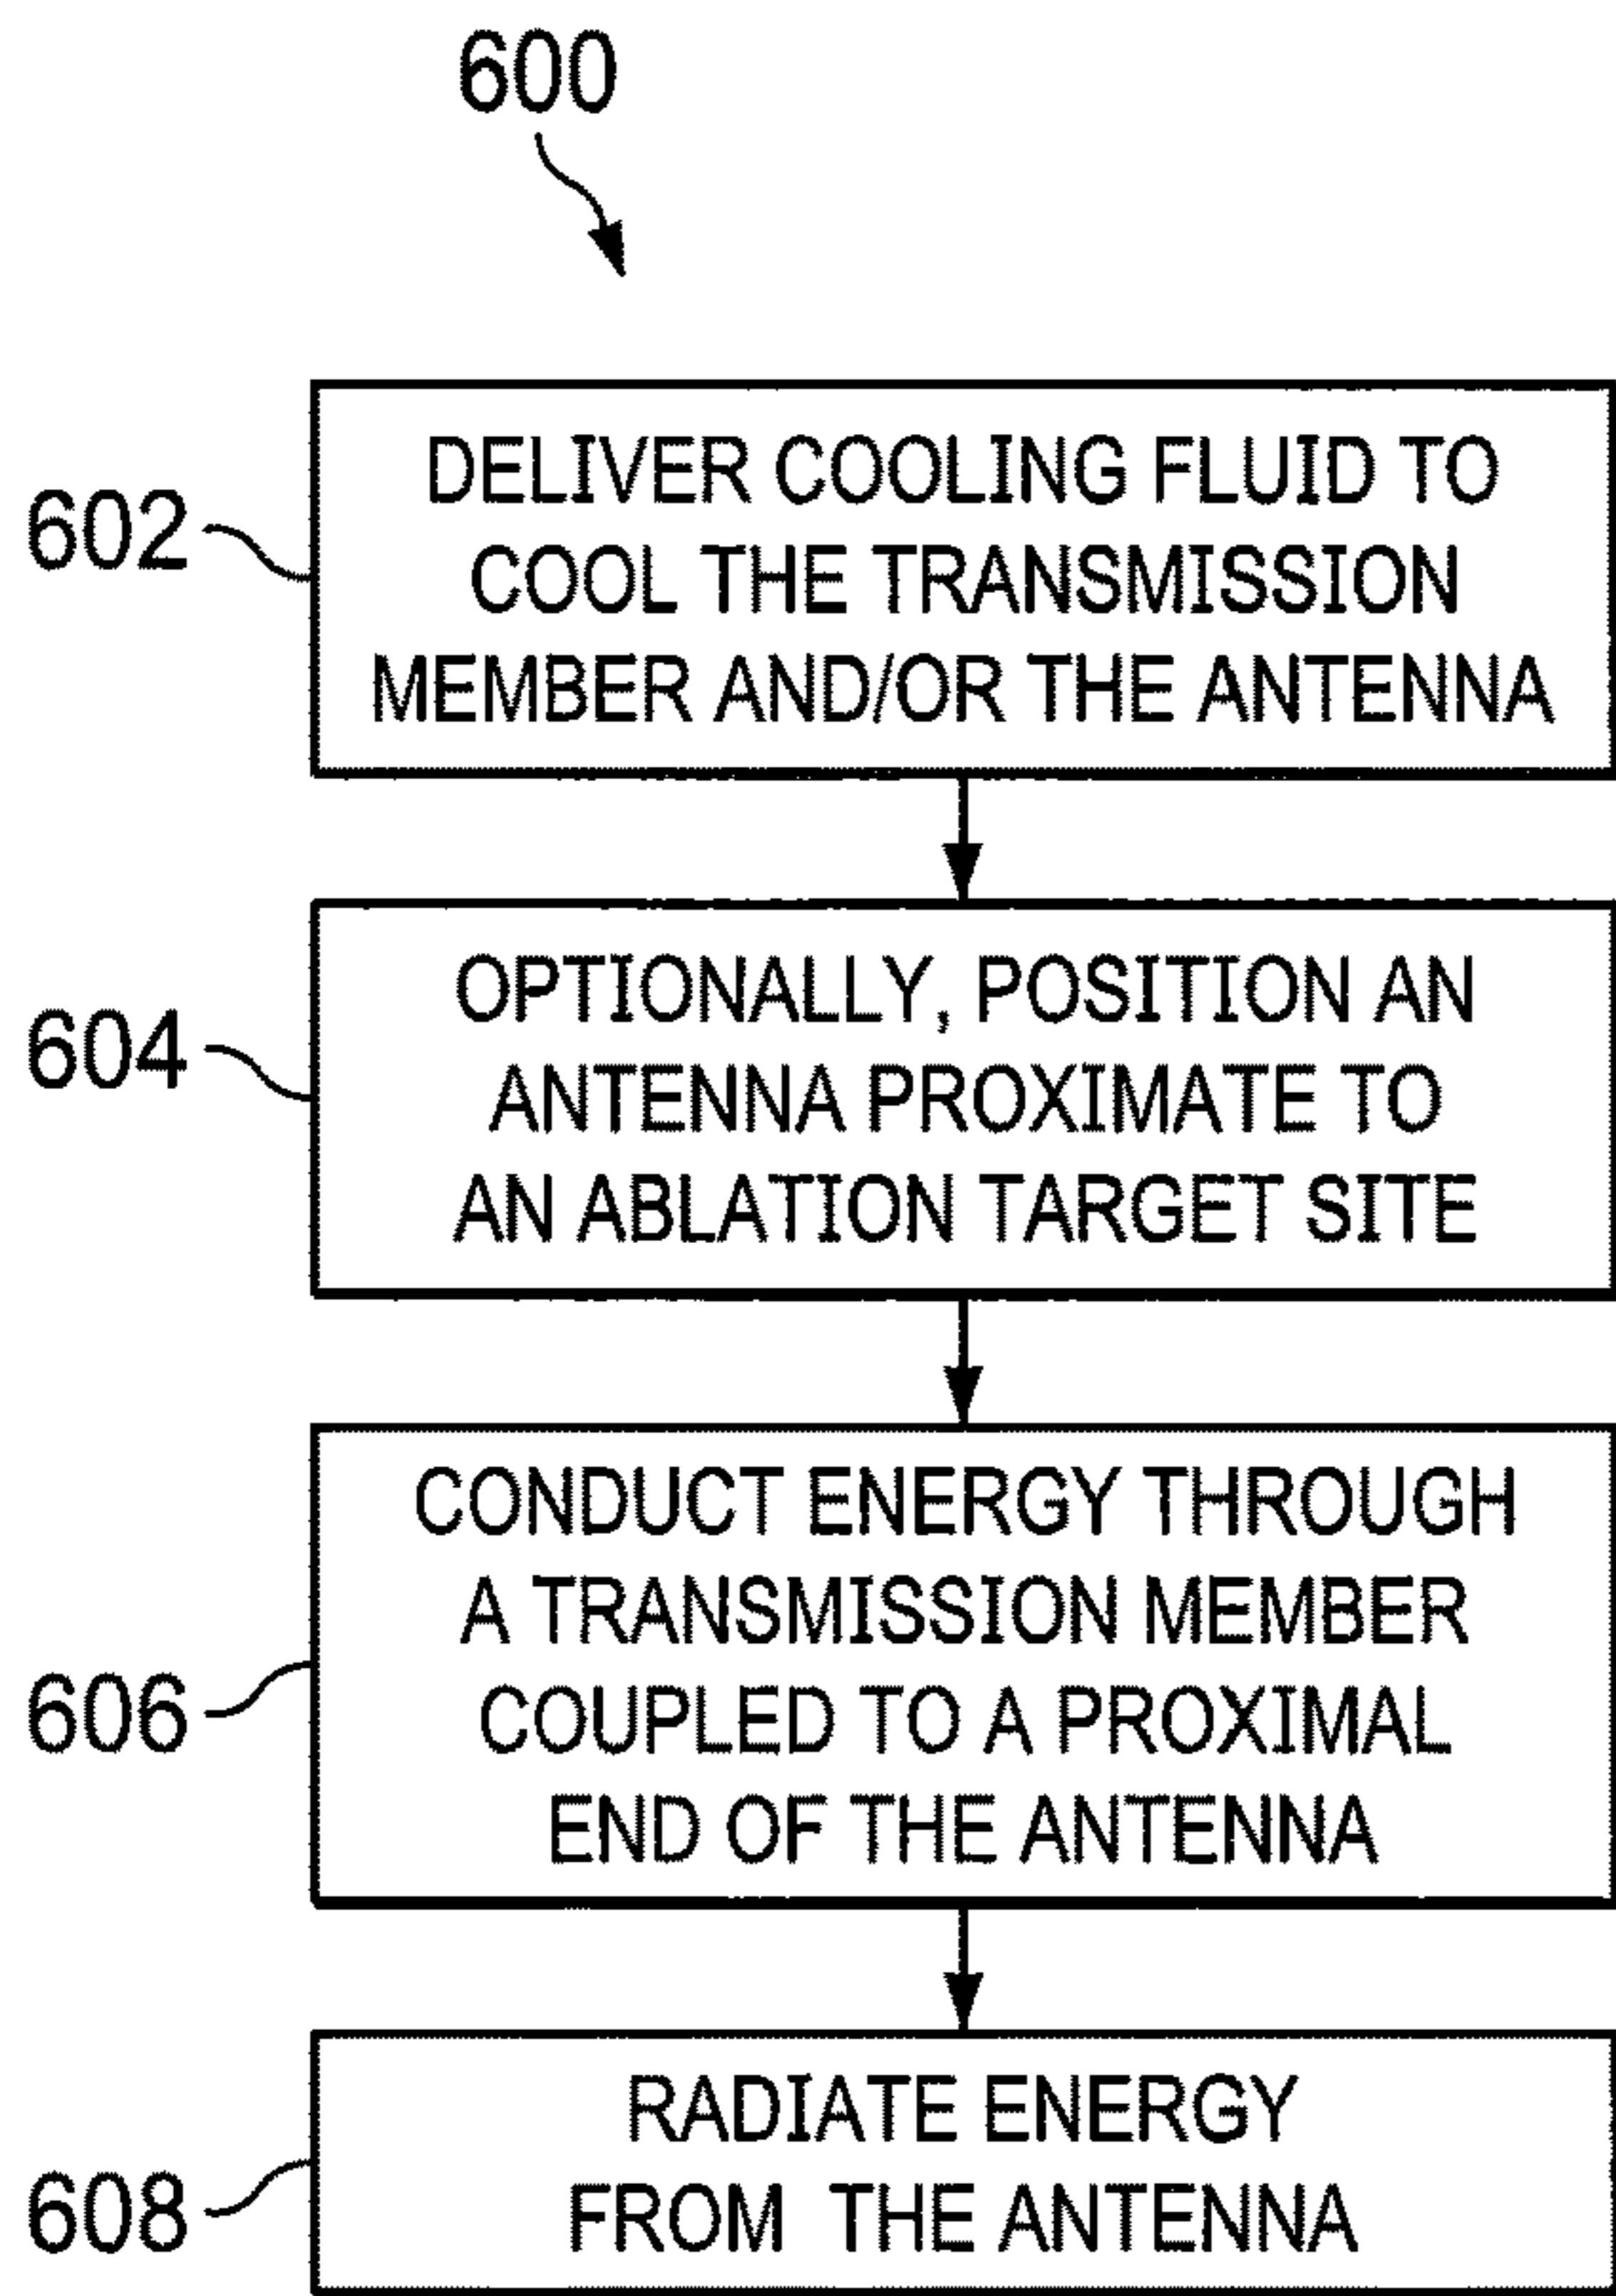 600
602
DELIVER COOLING FLUID TO
COOL THE TRANSMISSION
MEMBER AND/OR THE ANTENNA
604
OPTIONALLY, POSITION AN
ANTENNA PROXIMATE TO
AN ABLATION TARGET SITE
606
CONDUCT ENERGY THROUGH
A TRANSMISSION MEMBER
COUPLED TO A PROXIMAL
END OF THE ANTENNA
608
RADIATE ENERGY
FROM THE ANTENNA